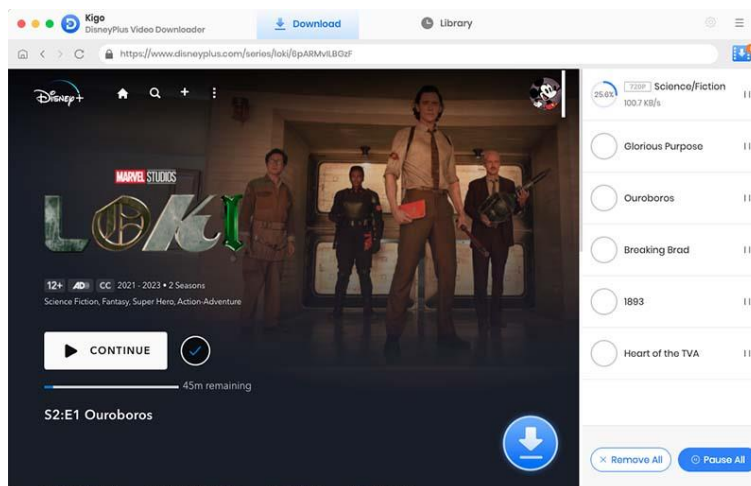 Kigo
DisneyPlus Video Downloader
Download
Library
https://www.disneyplus.com/series/loki/6pARMvILBGzF
Disney+
MARVEL STUDIOS
LOKI
12+ AD)) CC 2021 - 2023 • 2 Seasons
Science Fiction, Fantasy, Super Hero, Action-Adventure
CONTINUE
45m remaining
S2:E1 Ouroboros
25.6% 720P Science/Fiction
100.7 KB/s
Glorious Purpose
Ouroboros
Breaking Brad
1893
Heart of the TVA
Remove All
Pause All